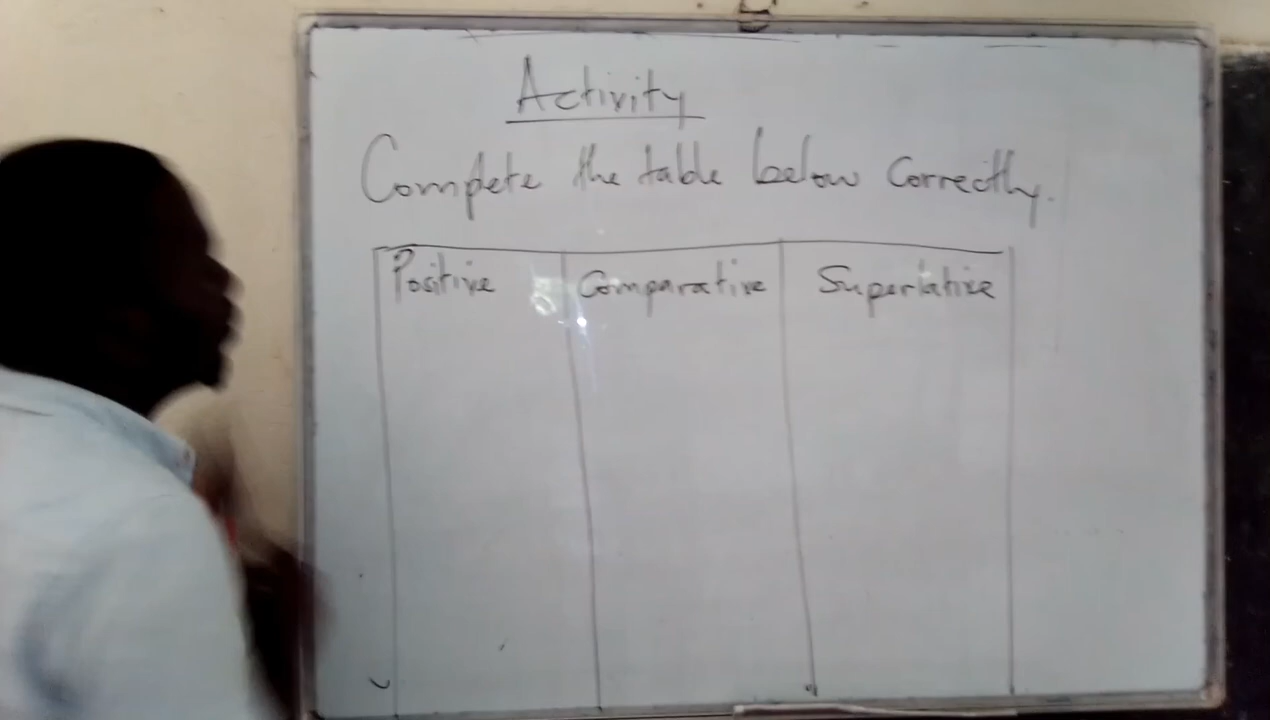 Activity
Complete the table below Correctly.
Positive Comparative Superlative